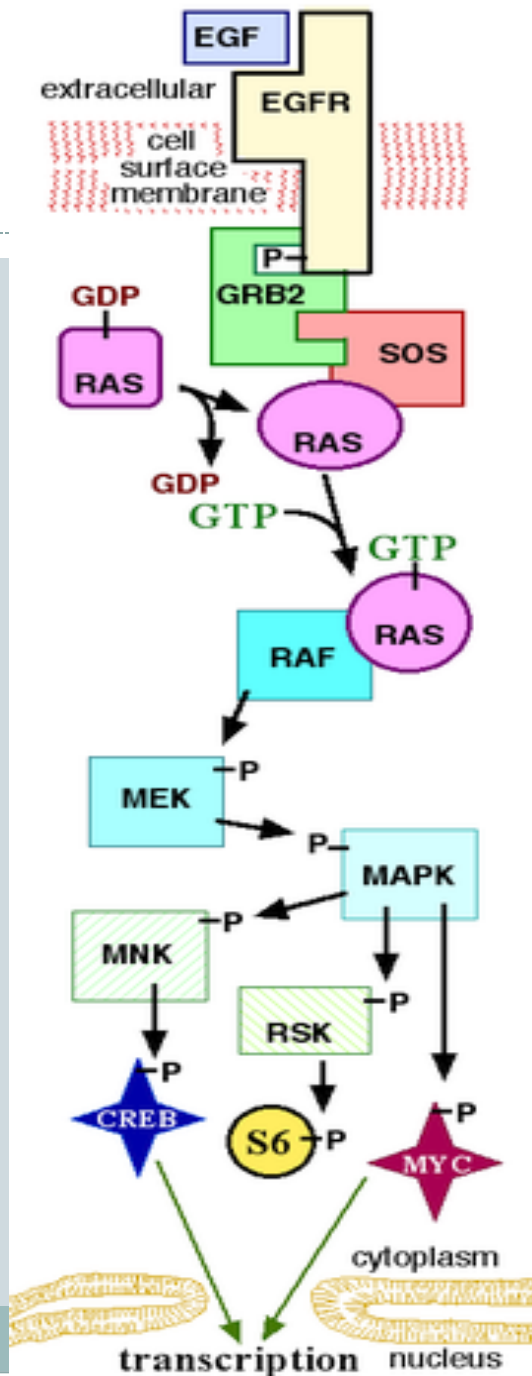 EGF
EGFR
extracellular
cell
surface
membrane
P
GRB2
GDP
SOS
RAS
RAS
GDP
GTP
GTP
RAS
RAF
P
MEK
P
MAPK
P
MNK
P
RSK
P
CREB
P
S6
P
MYC
cytoplasm
transcription
nucleus